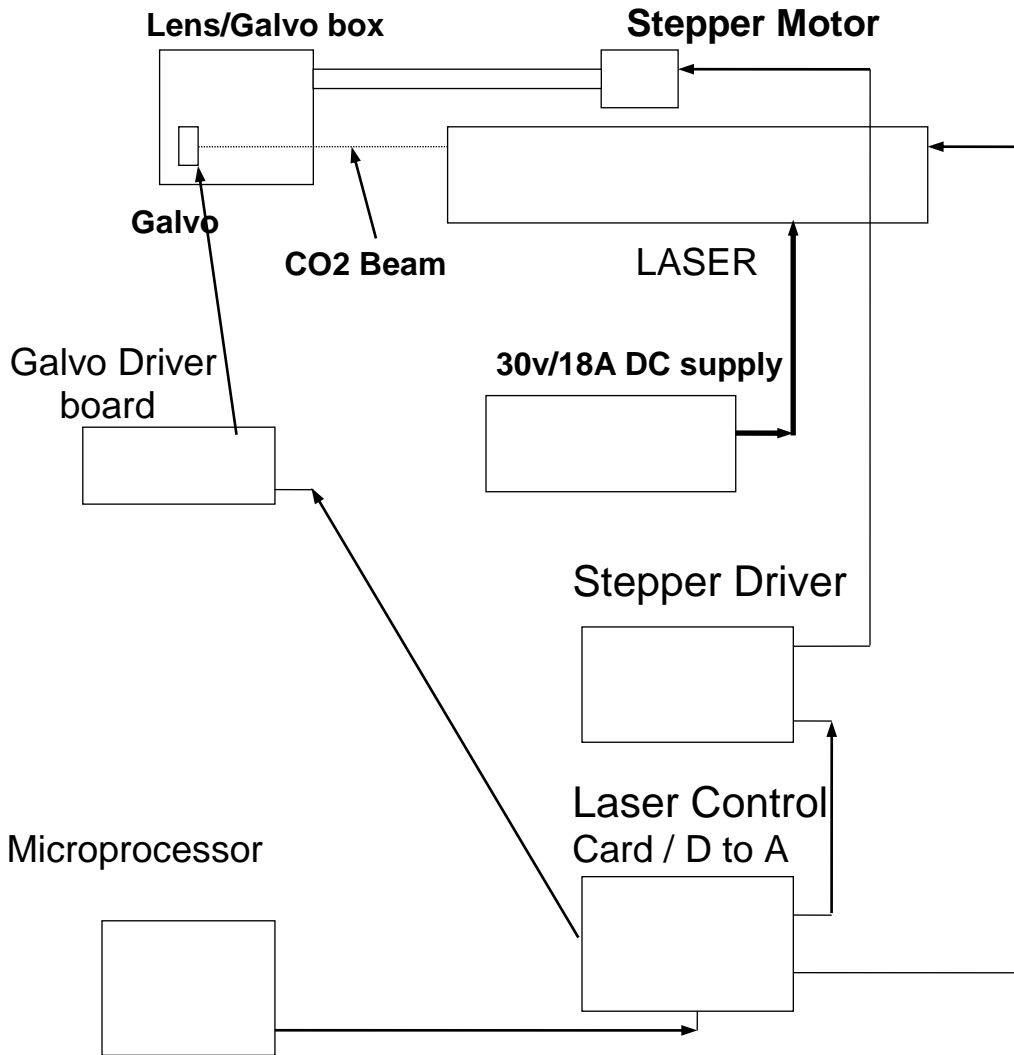 Lens/Galvo box
Stepper Motor
Galvo
CO2 Beam
LASER
Galvo Driver
board
30v/18A DC supply
Stepper Driver
Laser Control
Card / D to A
Microprocessor